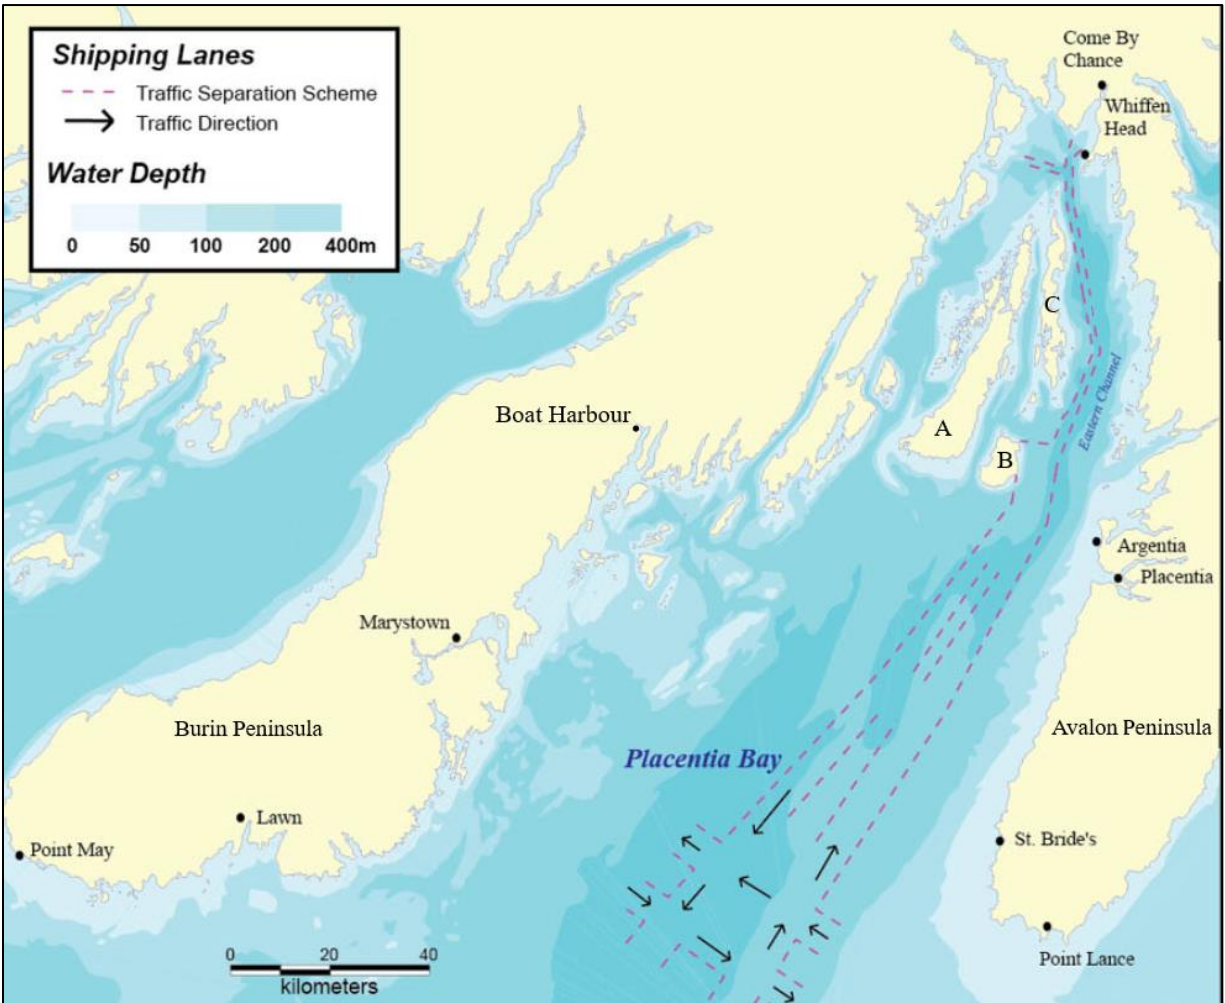 Shipping Lanes
Traffic Separation Scheme
Traffic Direction
Water Depth
0 50 100 200 400m
Come By
Chance
Whiffen
Head
C
Eastern Channel
Boat Harbour
A
B
Argentia
Placentia
Marystown
Burin Peninsula
Avalon Peninsula
Placentia Bay
Lawn
St. Bride's
Point May
Point Lance
0 20 40
kilometers